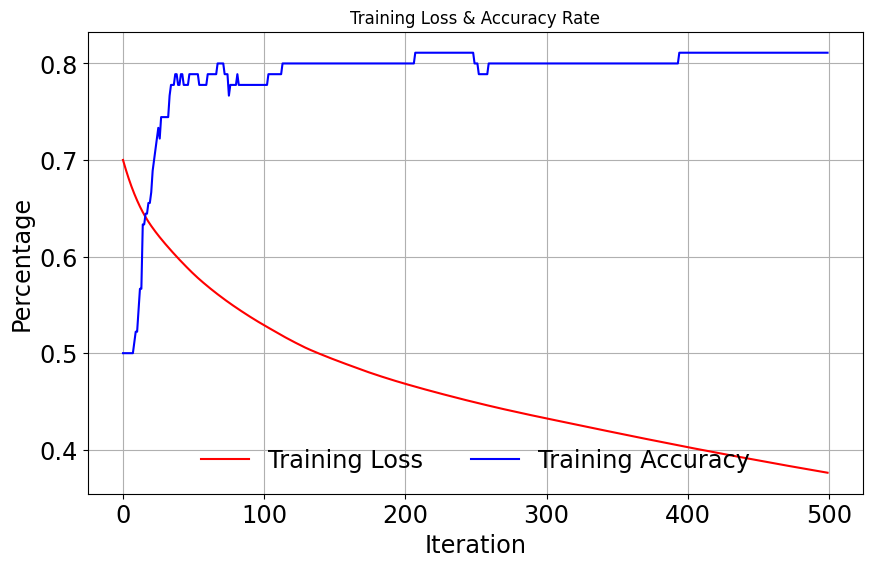 Training Loss & Accuracy Rate
Percentage
0.8
0.7
0.6
0.5
0.4
Training Loss
Training Accuracy
0
100
200
300
400
500
Iteration